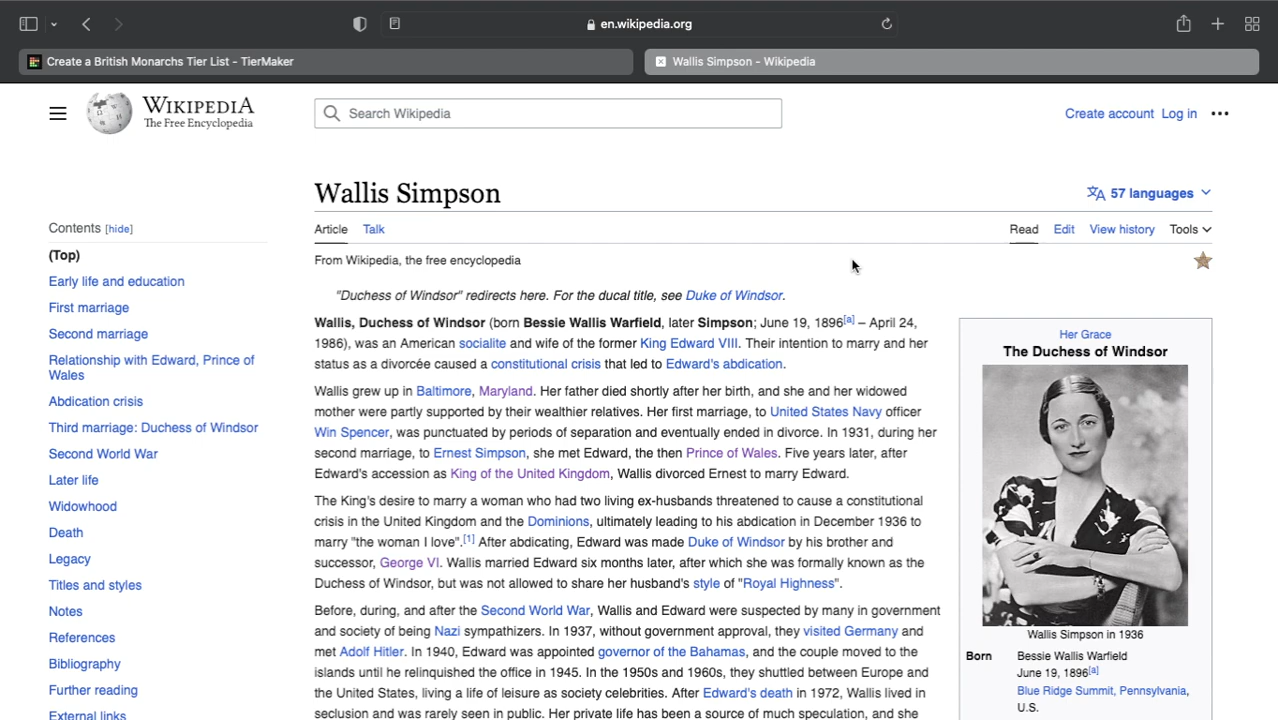 en.wikipedia.org
Create a British Monarchs Tier List - TierMaker
Wallis Simpson - Wikipedia
WIKIPEDIA
The Free Encyclopedia
Search Wikipedia
Create account Log in
Wallis Simpson
57 languages
Article Talk
Read Edit View history Tools
From Wikipedia, the free encyclopedia
Contents [hide]
(Top)
Early life and education
First marriage
Second marriage
Relationship with Edward, Prince of
Wales
Abdication crisis
Third marriage: Duchess of Windsor
Second World War
Later life
Widowhood
Death
Legacy
Titles and styles
Notes
References
Bibliography
Further reading
External links
"Duchess of Windsor" redirects here. For the ducal title, see Duke of Windsor.
Wallis, Duchess of Windsor (born Bessie Wallis Warfield, later Simpson; June 19, 1896[a] – April 24,
1986), was an American socialite and wife of the former King Edward VIII. Their intention to marry and her
status as a divorcée caused a constitutional crisis that led to Edward's abdication.
Wallis grew up in Baltimore, Maryland. Her father died shortly after her birth, and she and her widowed
mother were partly supported by their wealthier relatives. Her first marriage, to United States Navy officer
Win Spencer, was punctuated by periods of separation and eventually ended in divorce. In 1931, during her
second marriage, to Ernest Simpson, she met Edward, the then Prince of Wales. Five years later, after
Edward's accession as King of the United Kingdom, Wallis divorced Ernest to marry Edward.
The King's desire to marry a woman who had two living ex-husbands threatened to cause a constitutional
crisis in the United Kingdom and the Dominions, ultimately leading to his abdication in December 1936 to
marry "the woman I love".[1] After abdicating, Edward was made Duke of Windsor by his brother and
successor, George VI. Wallis married Edward six months later, after which she was formally known as the
Duchess of Windsor, but was not allowed to share her husband's style of "Royal Highness".
Before, during, and after the Second World War, Wallis and Edward were suspected by many in government
and society of being Nazi sympathizers. In 1937, without government approval, they visited Germany and
met Adolf Hitler. In 1940, Edward was appointed governor of the Bahamas, and the couple moved to the
islands until he relinquished the office in 1945. In the 1950s and 1960s, they shuttled between Europe and
the United States, living a life of leisure as society celebrities. After Edward's death in 1972, Wallis lived in
seclusion and was rarely seen in public. Her private life has been a source of much speculation, and she
Her Grace
The Duchess of Windsor
Wallis Simpson in 1936
Born Bessie Wallis Warfield
June 19, 1896[a]
Blue Ridge Summit, Pennsylvania,
U.S.